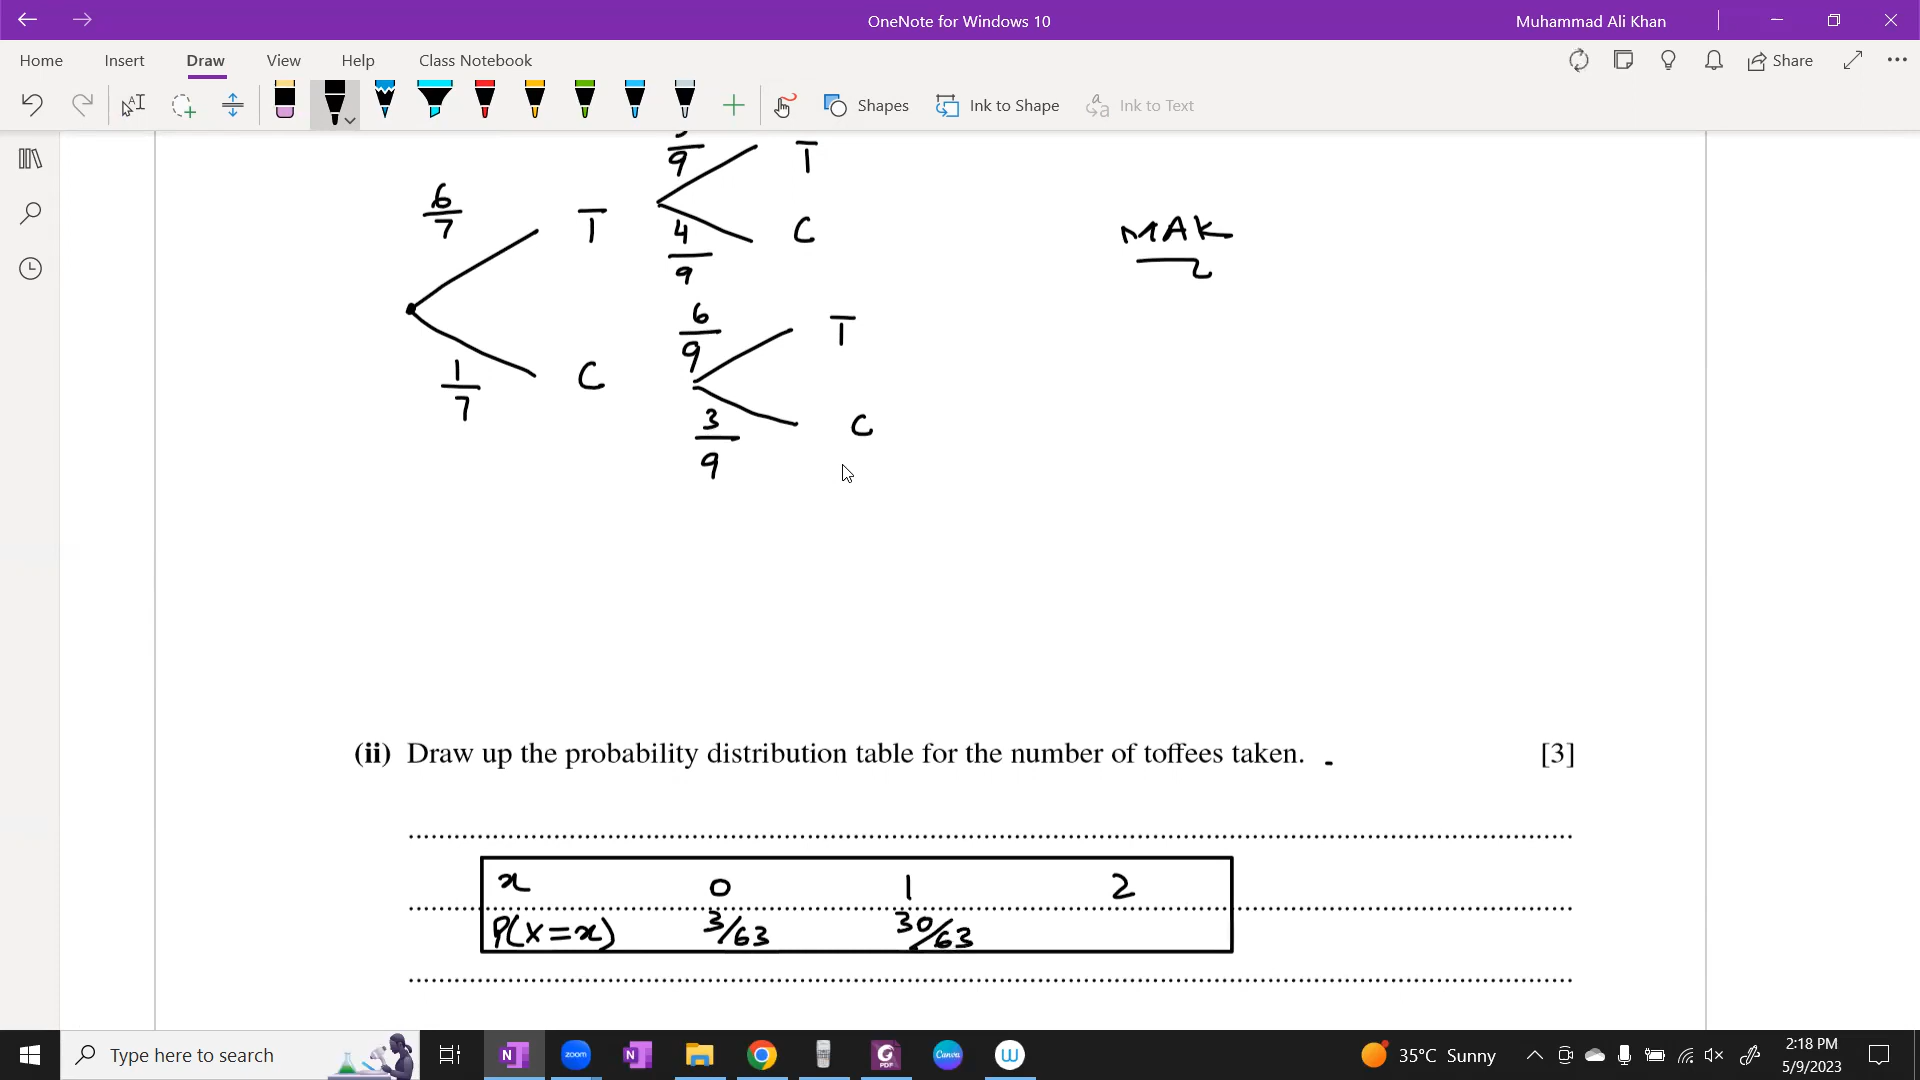 OneNote for Windows 10
Muhammad Ali Khan
Home Insert Draw View Help Class Notebook
Share
Shapes
Ink to Shape
Ink to Text
9 T
6/7 T
4/9 C
MAK
6/9 T
1/7 C
3/9 C
(ii) Draw up the probability distribution table for the number of toffees taken. [3]
x 0 1 2
P(X=x) 3/63 30/63
Type here to search
zoom
PDF
Canva
W
35°C Sunny
2:18 PM
5/9/2023